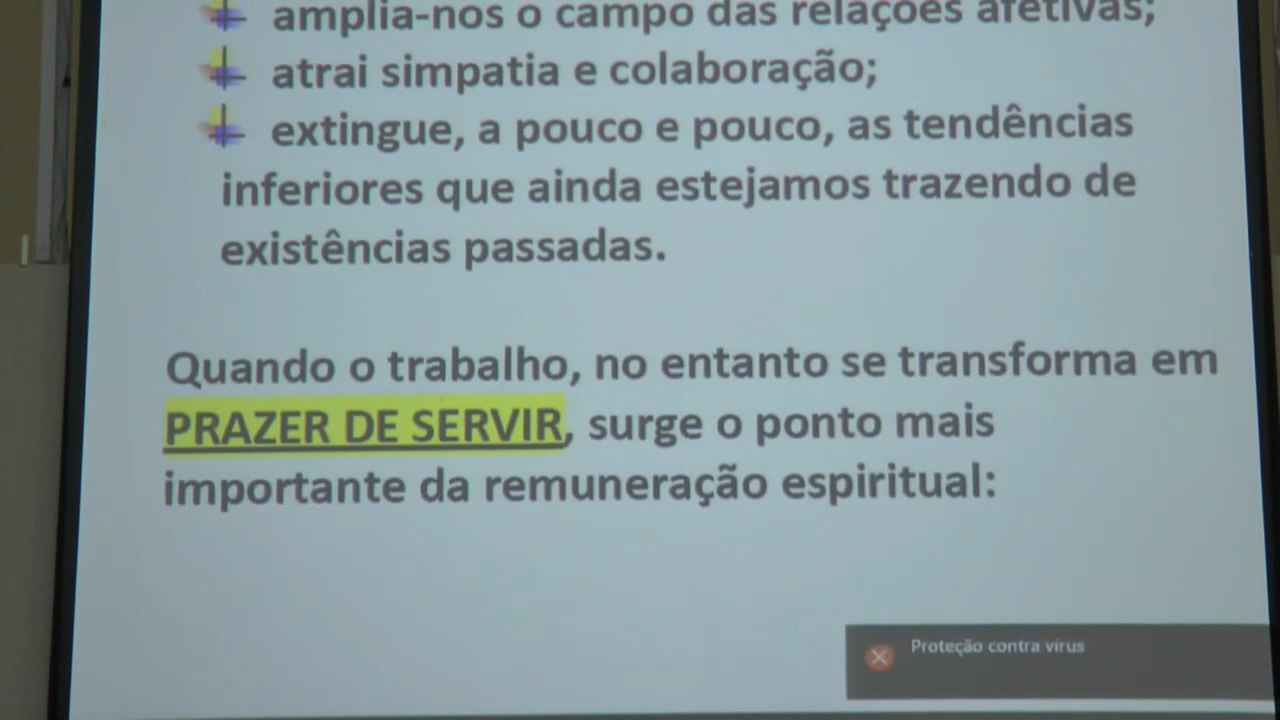 amplia-nos o campo das relações afetivas;
atrai simpatia e colaboração;
extingue, a pouco e pouco, as tendências
inferiores que ainda estejamos trazendo de
existências passadas.
Quando o trabalho, no entanto se transforma em
PRAZER DE SERVIR, surge o ponto mais
importante da remuneração espiritual:
Proteção contra vírus